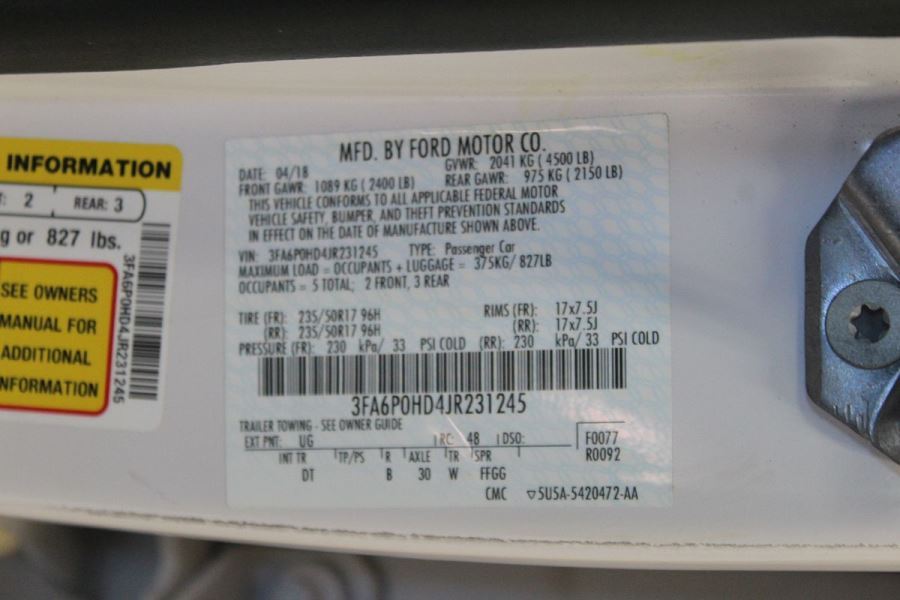 INFORMATION
2 REAR: 3
g or 827 lbs.
SEE OWNERS
MANUAL FOR
ADDITIONAL
INFORMATION
3FA6P0HD4JR231245
MFD. BY FORD MOTOR CO.
DATE: 04/18 GVWR: 2041 KG ( 4500 LB)
FRONT GAWR: 1089 KG ( 2400 LB) REAR GAWR: 975 KG ( 2150 LB)
THIS VEHICLE CONFORMS TO ALL APPLICABLE FEDERAL MOTOR
VEHICLE SAFETY, BUMPER, AND THEFT PREVENTION STANDARDS
IN EFFECT ON THE DATE OF MANUFACTURE SHOWN ABOVE.
VIN: 3FA6P0HD4JR231245 TYPE: Passenger Car
MAXIMUM LOAD = OCCUPANTS + LUGGAGE = 375KG/ 827LB
OCCUPANTS = 5 TOTAL; 2 FRONT, 3 REAR
TIRE (FR): 235/50R17 96H RIMS (FR): 17x7.5J
(RR): 235/50R17 96H (RR): 17x7.5J
PRESSURE (FR): 230 kPa/ 33 PSI COLD (RR): 230 kPa/ 33 PSI COLD
3FA6P0HD4JR231245
TRAILER TOWING - SEE OWNER GUIDE
EXT PNT: UG RC: 48 DSO: F0077
INT TR TP/PS R AXLE TR SPR R0092
DT B 30 W FFGG
CMC ▽5U5A-5420472-AA